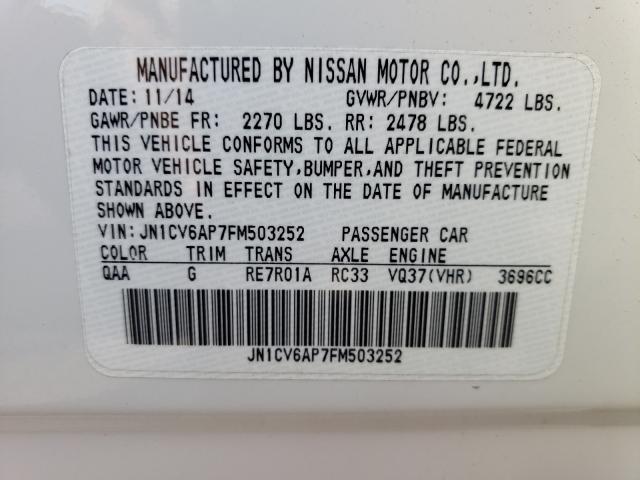 MANUFACTURED BY NISSAN MOTOR CO.,LTD.
DATE: 11/14 GVWR/PNBV: 4722 LBS.
GAWR/PNBE FR: 2270 LBS. RR: 2478 LBS.
THIS VEHICLE CONFORMS TO ALL APPLICABLE FEDERAL
MOTOR VEHICLE SAFETY,BUMPER,AND THEFT PREVENTION
STANDARDS IN EFFECT ON THE DATE OF MANUFACTURE
SHOWN ABOVE.
VIN: JN1CV6AP7FM503252 PASSENGER CAR
COLOR TRIM TRANS AXLE ENGINE
QAA G RE7R01A RC33 VQ37(VHR) 3696CC
JN1CV6AP7FM503252